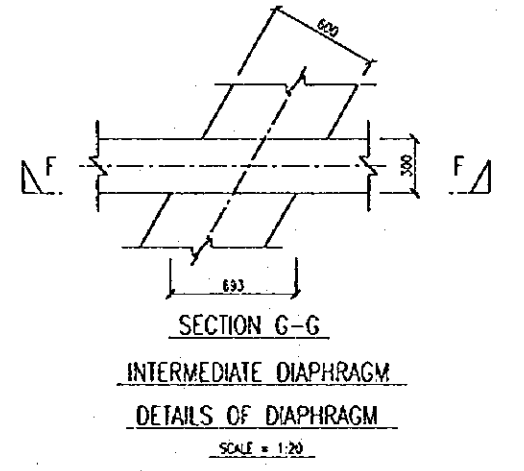 600
F
F
300
693
SECTION G-G
INTERMEDIATE DIAPHRAGM
DETAILS OF DIAPHRAGM
SCALE = 1:20